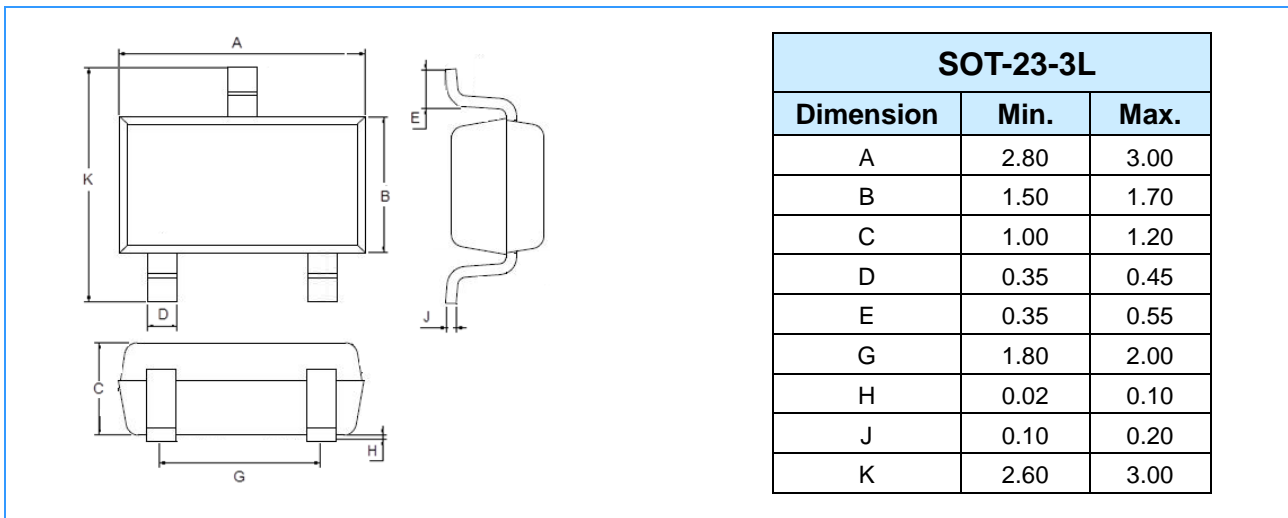 A
K
E
B
D
J
C
H
G
SOT-23-3L
Dimension Min. Max.
A 2.80 3.00
B 1.50 1.70
C 1.00 1.20
D 0.35 0.45
E 0.35 0.55
G 1.80 2.00
H 0.02 0.10
J 0.10 0.20
K 2.60 3.00